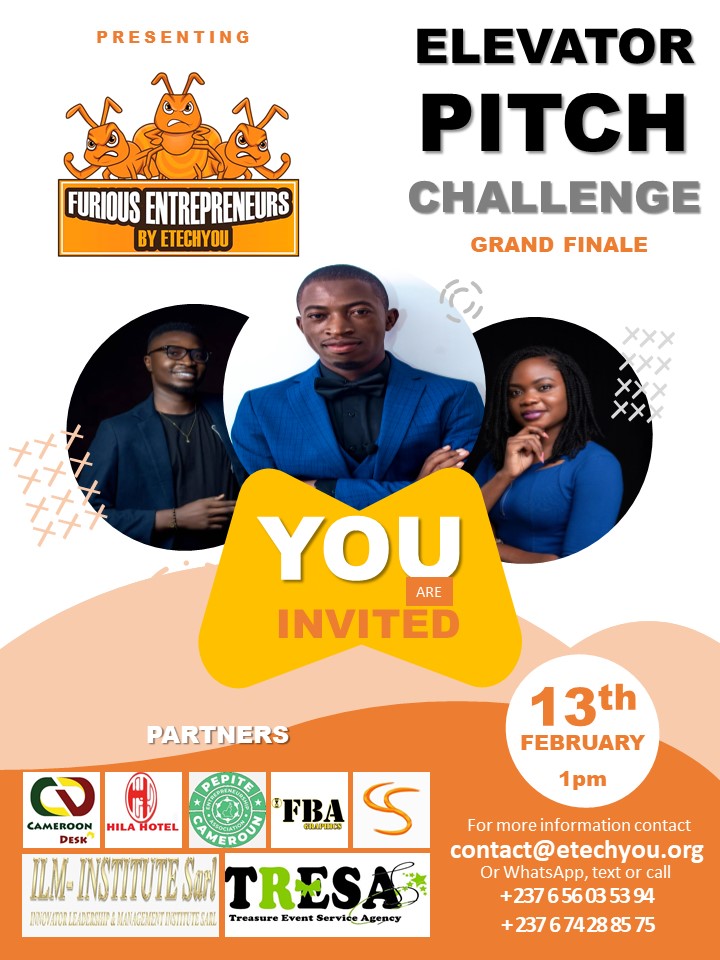 PRESENTING
FURIOUS ENTREPRENEURS
BY ETECHYOU
ELEVATOR
PITCH
CHALLENGE
GRAND FINALE
YOU
ARE
INVITED
13th
FEBRUARY
1pm
PARTNERS
CAMEROON
DESK
HILA HOTEL
PEPITE
ENTREPRENEURSHIP
ASSOCIATION
CAMEROUN
FBA
GRAPHICS
ILM- INSTITUTE Sarl
INNOVATOR LEADERSHIP & MANAGEMENT INSTITUTE SARL
TRESA
Treasure Event Service Agency
For more information contact
contact@etechyou.org
Or WhatsApp, text or call
+237 6 56 03 53 94
+237 6 74 28 85 75